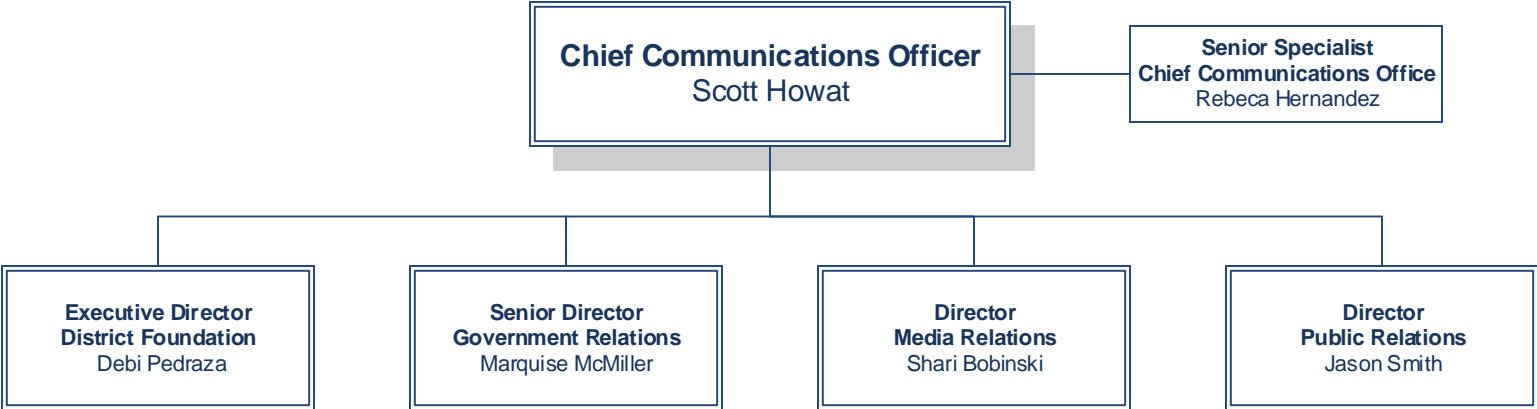 Chief Communications Officer
Scott Howat
Senior Specialist
Chief Communications Office
Rebeca Hernandez
Executive Director
District Foundation
Debi Pedraza
Senior Director
Government Relations
Marquise McMiller
Director
Media Relations
Shari Bobinski
Director
Public Relations
Jason Smith